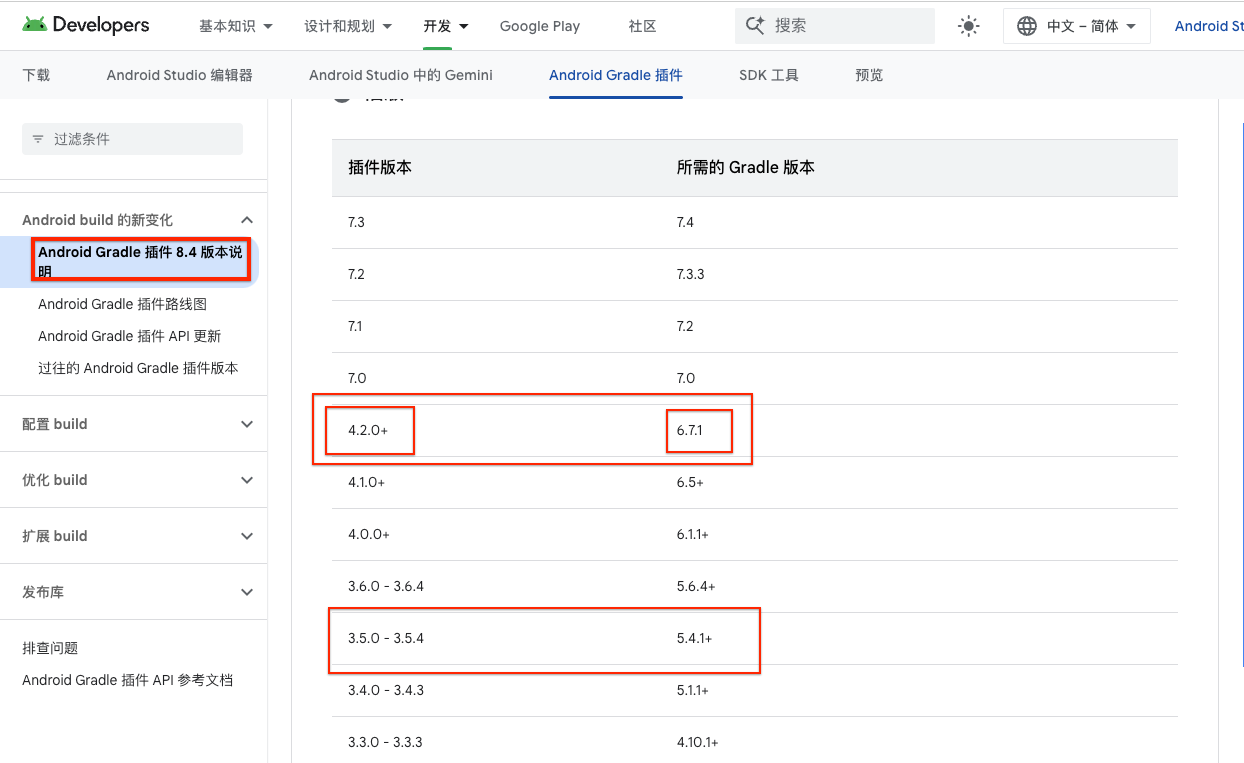 Developers
基本知识
设计和规划
开发
Google Play
社区
搜索
中文 – 简体
Android St
下载
Android Studio 编辑器
Android Studio 中的 Gemini
Android Gradle 插件
SDK 工具
预览
过滤条件
Android build 的新变化
Android Gradle 插件 8.4 版本说
明
Android Gradle 插件路线图
Android Gradle 插件 API 更新
过往的 Android Gradle 插件版本
配置 build
优化 build
扩展 build
发布库
排查问题
Android Gradle 插件 API 参考文档
插件版本 所需的 Gradle 版本
7.3 7.4
7.2 7.3.3
7.1 7.2
7.0 7.0
4.2.0+ 6.7.1
4.1.0+ 6.5+
4.0.0+ 6.1.1+
3.6.0 - 3.6.4 5.6.4+
3.5.0 - 3.5.4 5.4.1+
3.4.0 - 3.4.3 5.1.1+
3.3.0 - 3.3.3 4.10.1+